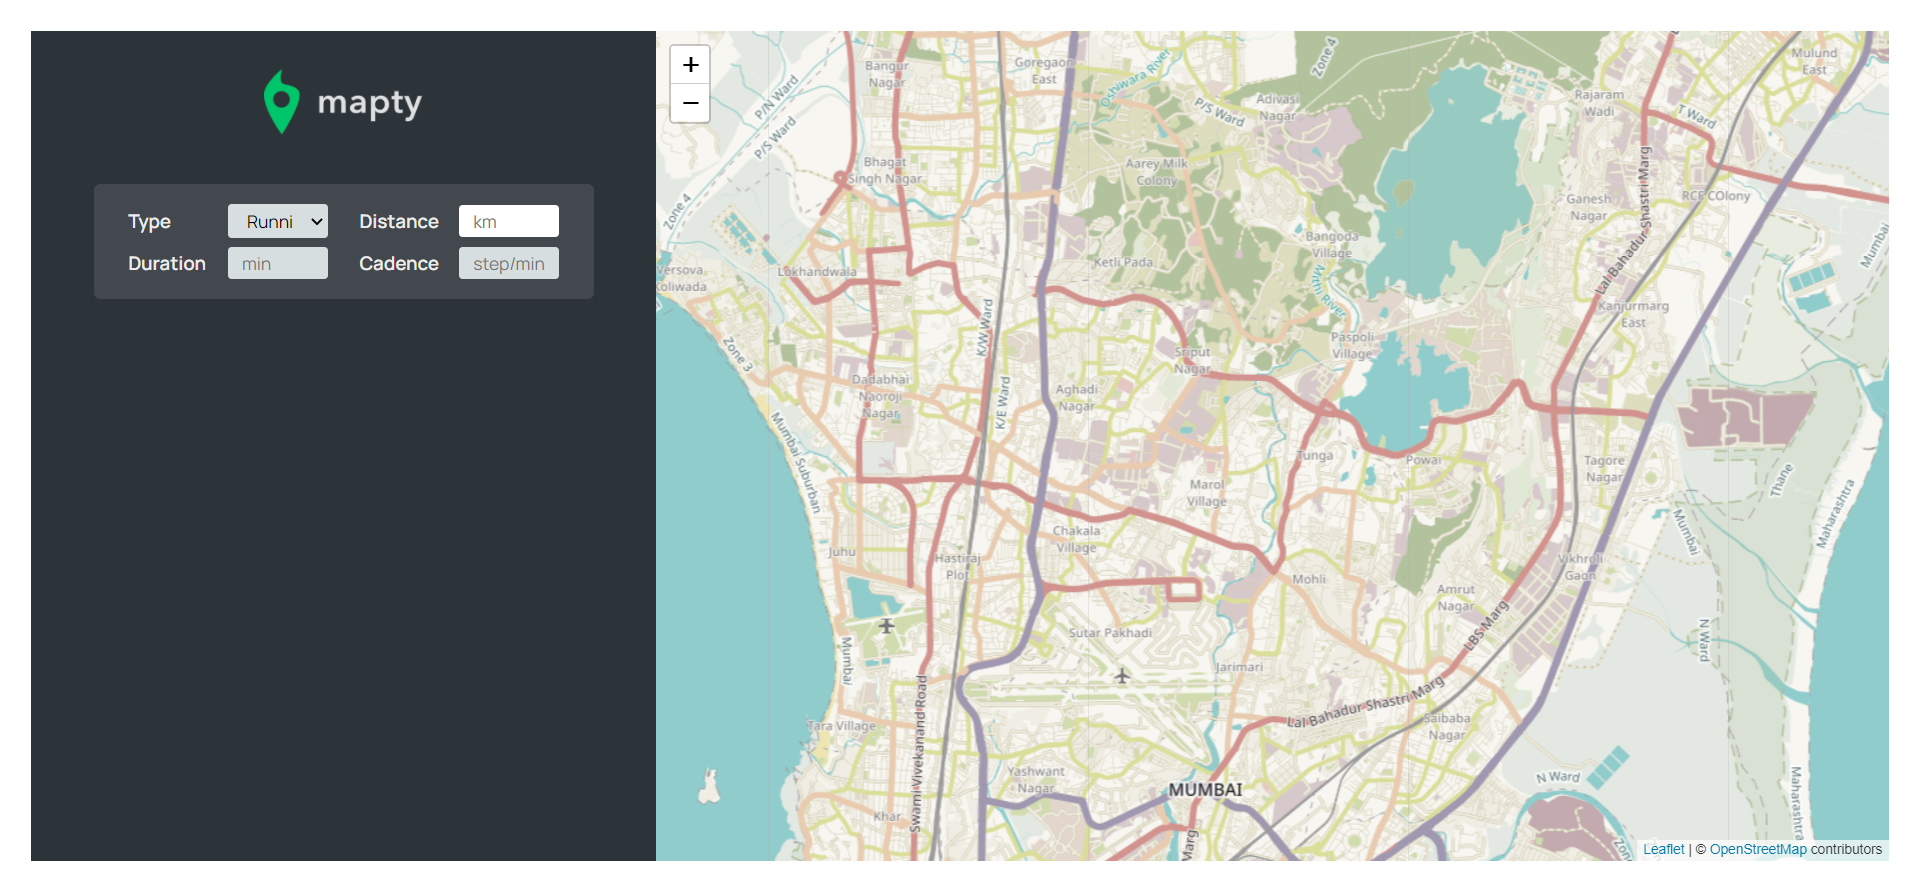 mapty
Type
Runni
Distance
km
Duration
min
Cadence
step/min
+
−
Bangur
Nagar
Goregaon
East
Oshiwara River
Zone 4
Mulund
East
P/N Ward
P/S Ward
P/S Ward
Adivasi
Nagar
Rajaram
Wadi
T Ward
Bhagat
Singh Nagar
Aarey Milk
Colony
Zone 4
Ganesh
Nagar
RCF COlony
Lal Bahadur Shastri Marg
Mumbai
Bangoda
Village
Versova
Koliwada
Lokhandwala
Ketli Pada
Mithi River
Kanjurmarg
East
Zone 3
K/W Ward
Sriput
Nagar
Paspoli
Village
Dadabhai
Naoroji
Nagar
K/E Ward
Aghadi
Nagar
Mumbai Suburban
Tunga
Powai
Tagore
Nagar
Thane
Maharashtra
Marol
Village
Mumbai
Juhu
Hastiraj
Plot
Chakala
Village
Mohli
Vikhroli
Gaon
Amrut
Nagar
LBS Marg
N Ward
Mumbai
Sutar Pakhadi
Jarimari
Swami Vivekanand Road
Lal Bahadur Shastri Marg
Saibaba
Nagar
Tara Village
Yashwant
Nagar
MUMBAI
N Ward
Maharashtra
Khar
Marg
Zone
Leaflet | © OpenStreetMap contributors